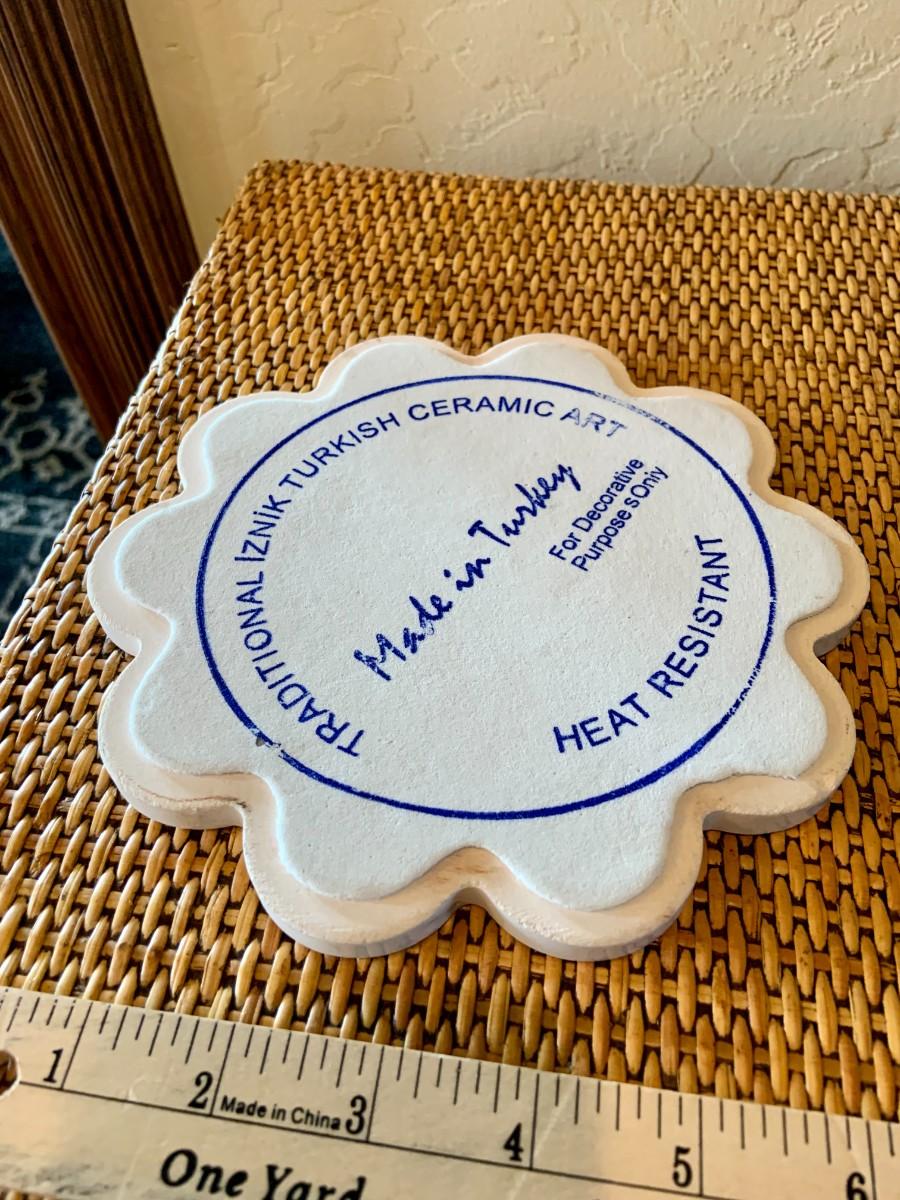 TRADITIONAL İZNİK TURKISH CERAMIC ART
Made in Turkey
For Decorative
Purpose s Only
HEAT RESISTANT
1 2 3 4 5 6
Made in China
One Yard